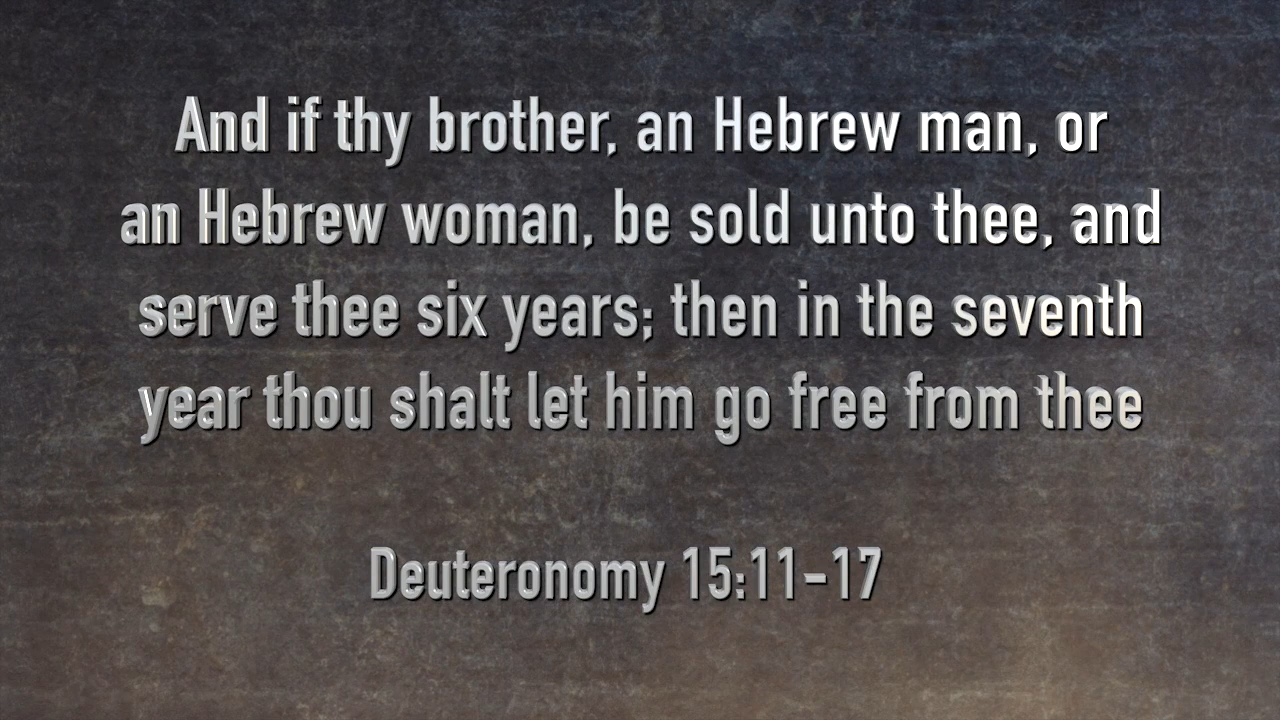 And if thy brother, an Hebrew man, or
an Hebrew woman, be sold unto thee, and
serve thee six years; then in the seventh
year thou shalt let him go free from thee
Deuteronomy 15:11-17